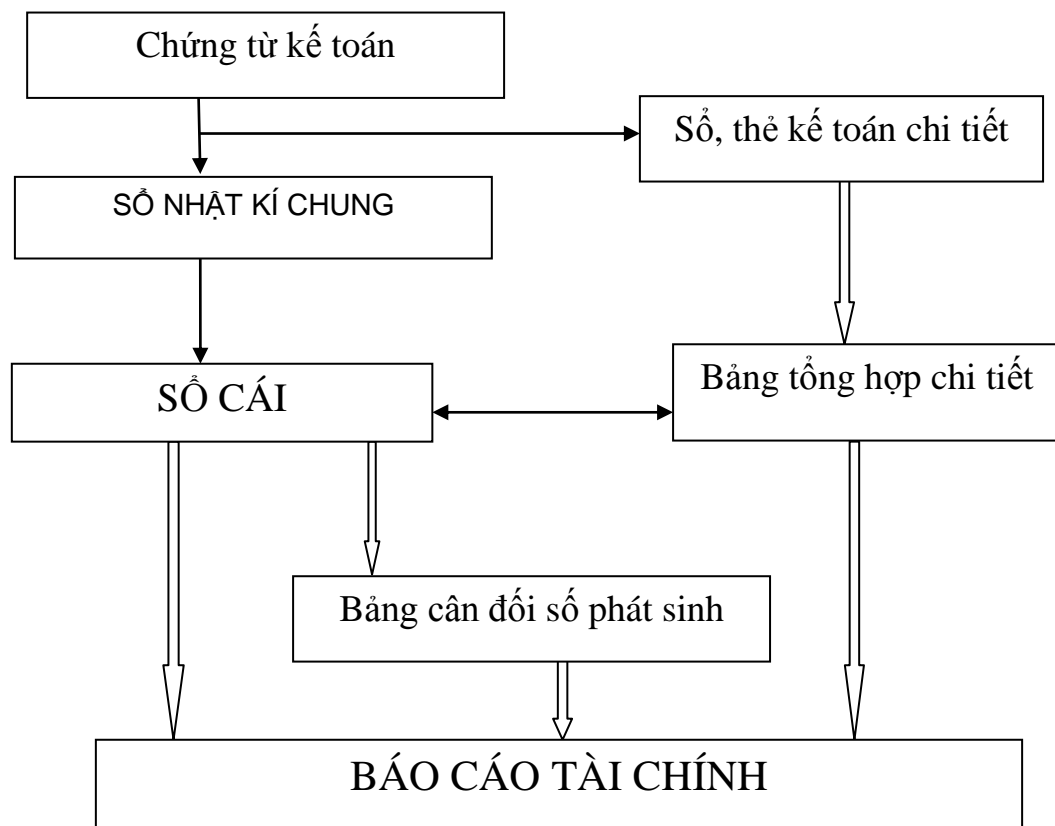 Chứng từ kế toán
Sổ, thẻ kế toán chi tiết
SỔ NHẬT KÍ CHUNG
Bảng tổng hợp chi tiết
SỔ CÁI
Bảng cân đối số phát sinh
BÁO CÁO TÀI CHÍNH